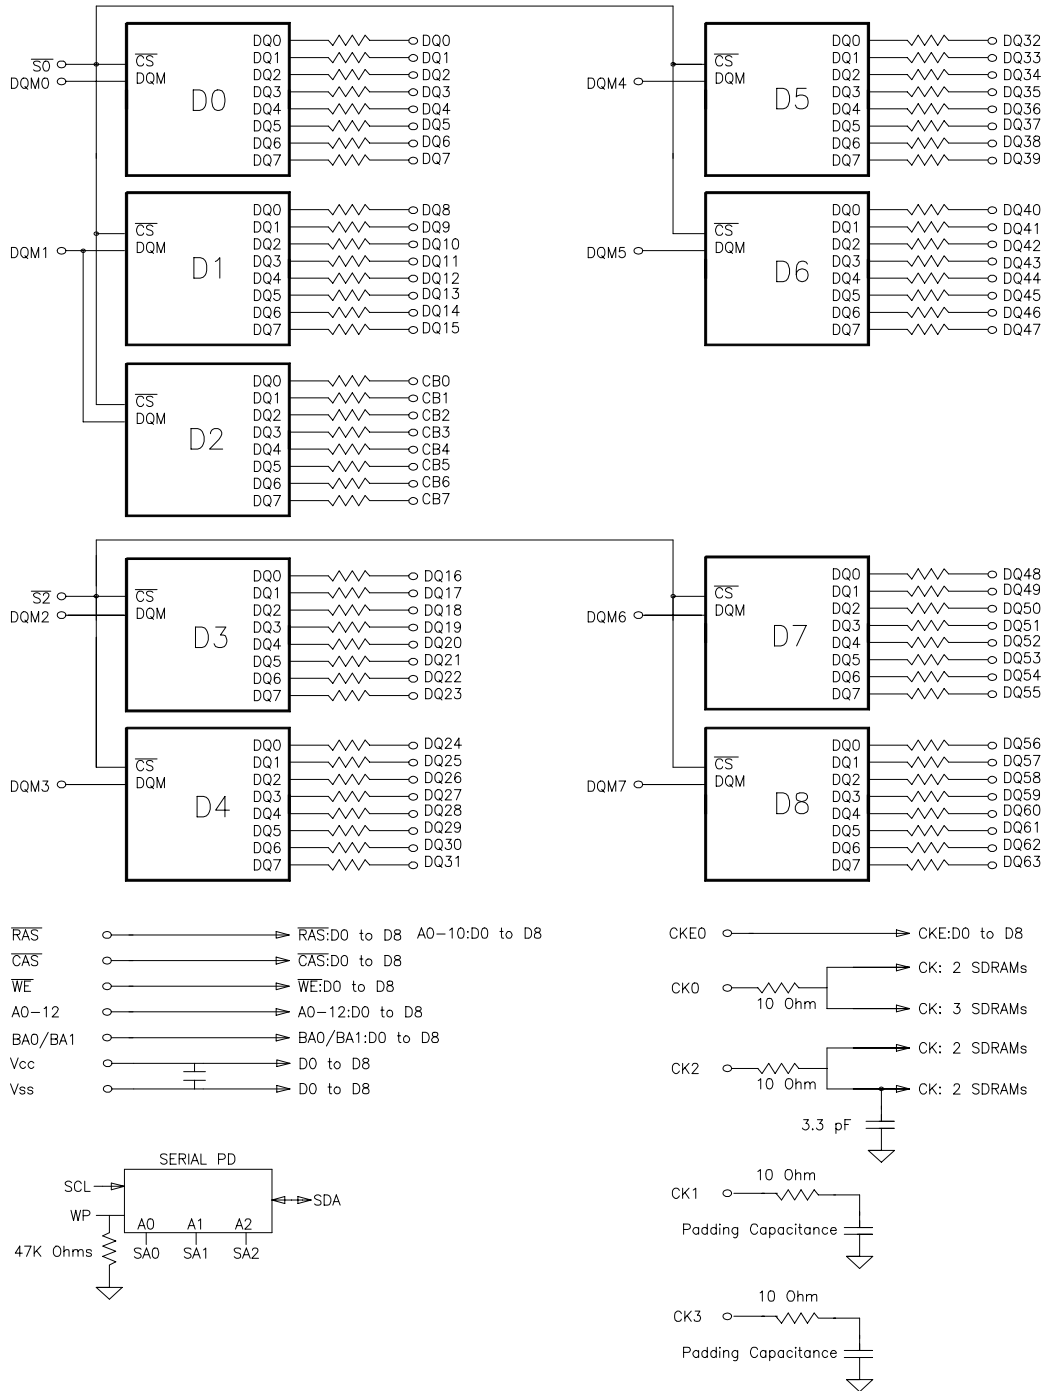 S0
DQM0
CS
DQM
D0
DQ0
DQ1
DQ2
DQ3
DQ4
DQ5
DQ6
DQ7
DQ0
DQ1
DQ2
DQ3
DQ4
DQ5
DQ6
DQ7
DQM4
CS
DQM
D5
DQ0
DQ1
DQ2
DQ3
DQ4
DQ5
DQ6
DQ7
DQ32
DQ33
DQ34
DQ35
DQ36
DQ37
DQ38
DQ39
DQM1
CS
DQM
D1
DQ0
DQ1
DQ2
DQ3
DQ4
DQ5
DQ6
DQ7
DQ8
DQ9
DQ10
DQ11
DQ12
DQ13
DQ14
DQ15
DQM5
CS
DQM
D6
DQ0
DQ1
DQ2
DQ3
DQ4
DQ5
DQ6
DQ7
DQ40
DQ41
DQ42
DQ43
DQ44
DQ45
DQ46
DQ47
CS
DQM
D2
DQ0
DQ1
DQ2
DQ3
DQ4
DQ5
DQ6
DQ7
CB0
CB1
CB2
CB3
CB4
CB5
CB6
CB7
S2
DQM2
CS
DQM
D3
DQ0
DQ1
DQ2
DQ3
DQ4
DQ5
DQ6
DQ7
DQ16
DQ17
DQ18
DQ19
DQ20
DQ21
DQ22
DQ23
DQM6
CS
DQM
D7
DQ0
DQ1
DQ2
DQ3
DQ4
DQ5
DQ6
DQ7
DQ48
DQ49
DQ50
DQ51
DQ52
DQ53
DQ54
DQ55
DQM3
CS
DQM
D4
DQ0
DQ1
DQ2
DQ3
DQ4
DQ5
DQ6
DQ7
DQ24
DQ25
DQ26
DQ27
DQ28
DQ29
DQ30
DQ31
DQM7
CS
DQM
D8
DQ0
DQ1
DQ2
DQ3
DQ4
DQ5
DQ6
DQ7
DQ56
DQ57
DQ58
DQ59
DQ60
DQ61
DQ62
DQ63
RAS
RAS:D0 to D8 A0-10:D0 to D8
CAS
CAS:D0 to D8
WE
WE:D0 to D8
A0-12
A0-12:D0 to D8
BA0/BA1
BA0/BA1:D0 to D8
Vcc
D0 to D8
Vss
D0 to D8
CKE0
CKE:D0 to D8
CK: 2 SDRAMs
CK0
10 Ohm
CK: 3 SDRAMs
CK: 2 SDRAMs
CK2
10 Ohm
CK: 2 SDRAMs
3.3 pF
SERIAL PD
SCL
SDA
WP
A0 A1 A2
47K Ohms
SA0 SA1 SA2
10 Ohm
CK1
Padding Capacitance
10 Ohm
CK3
Padding Capacitance